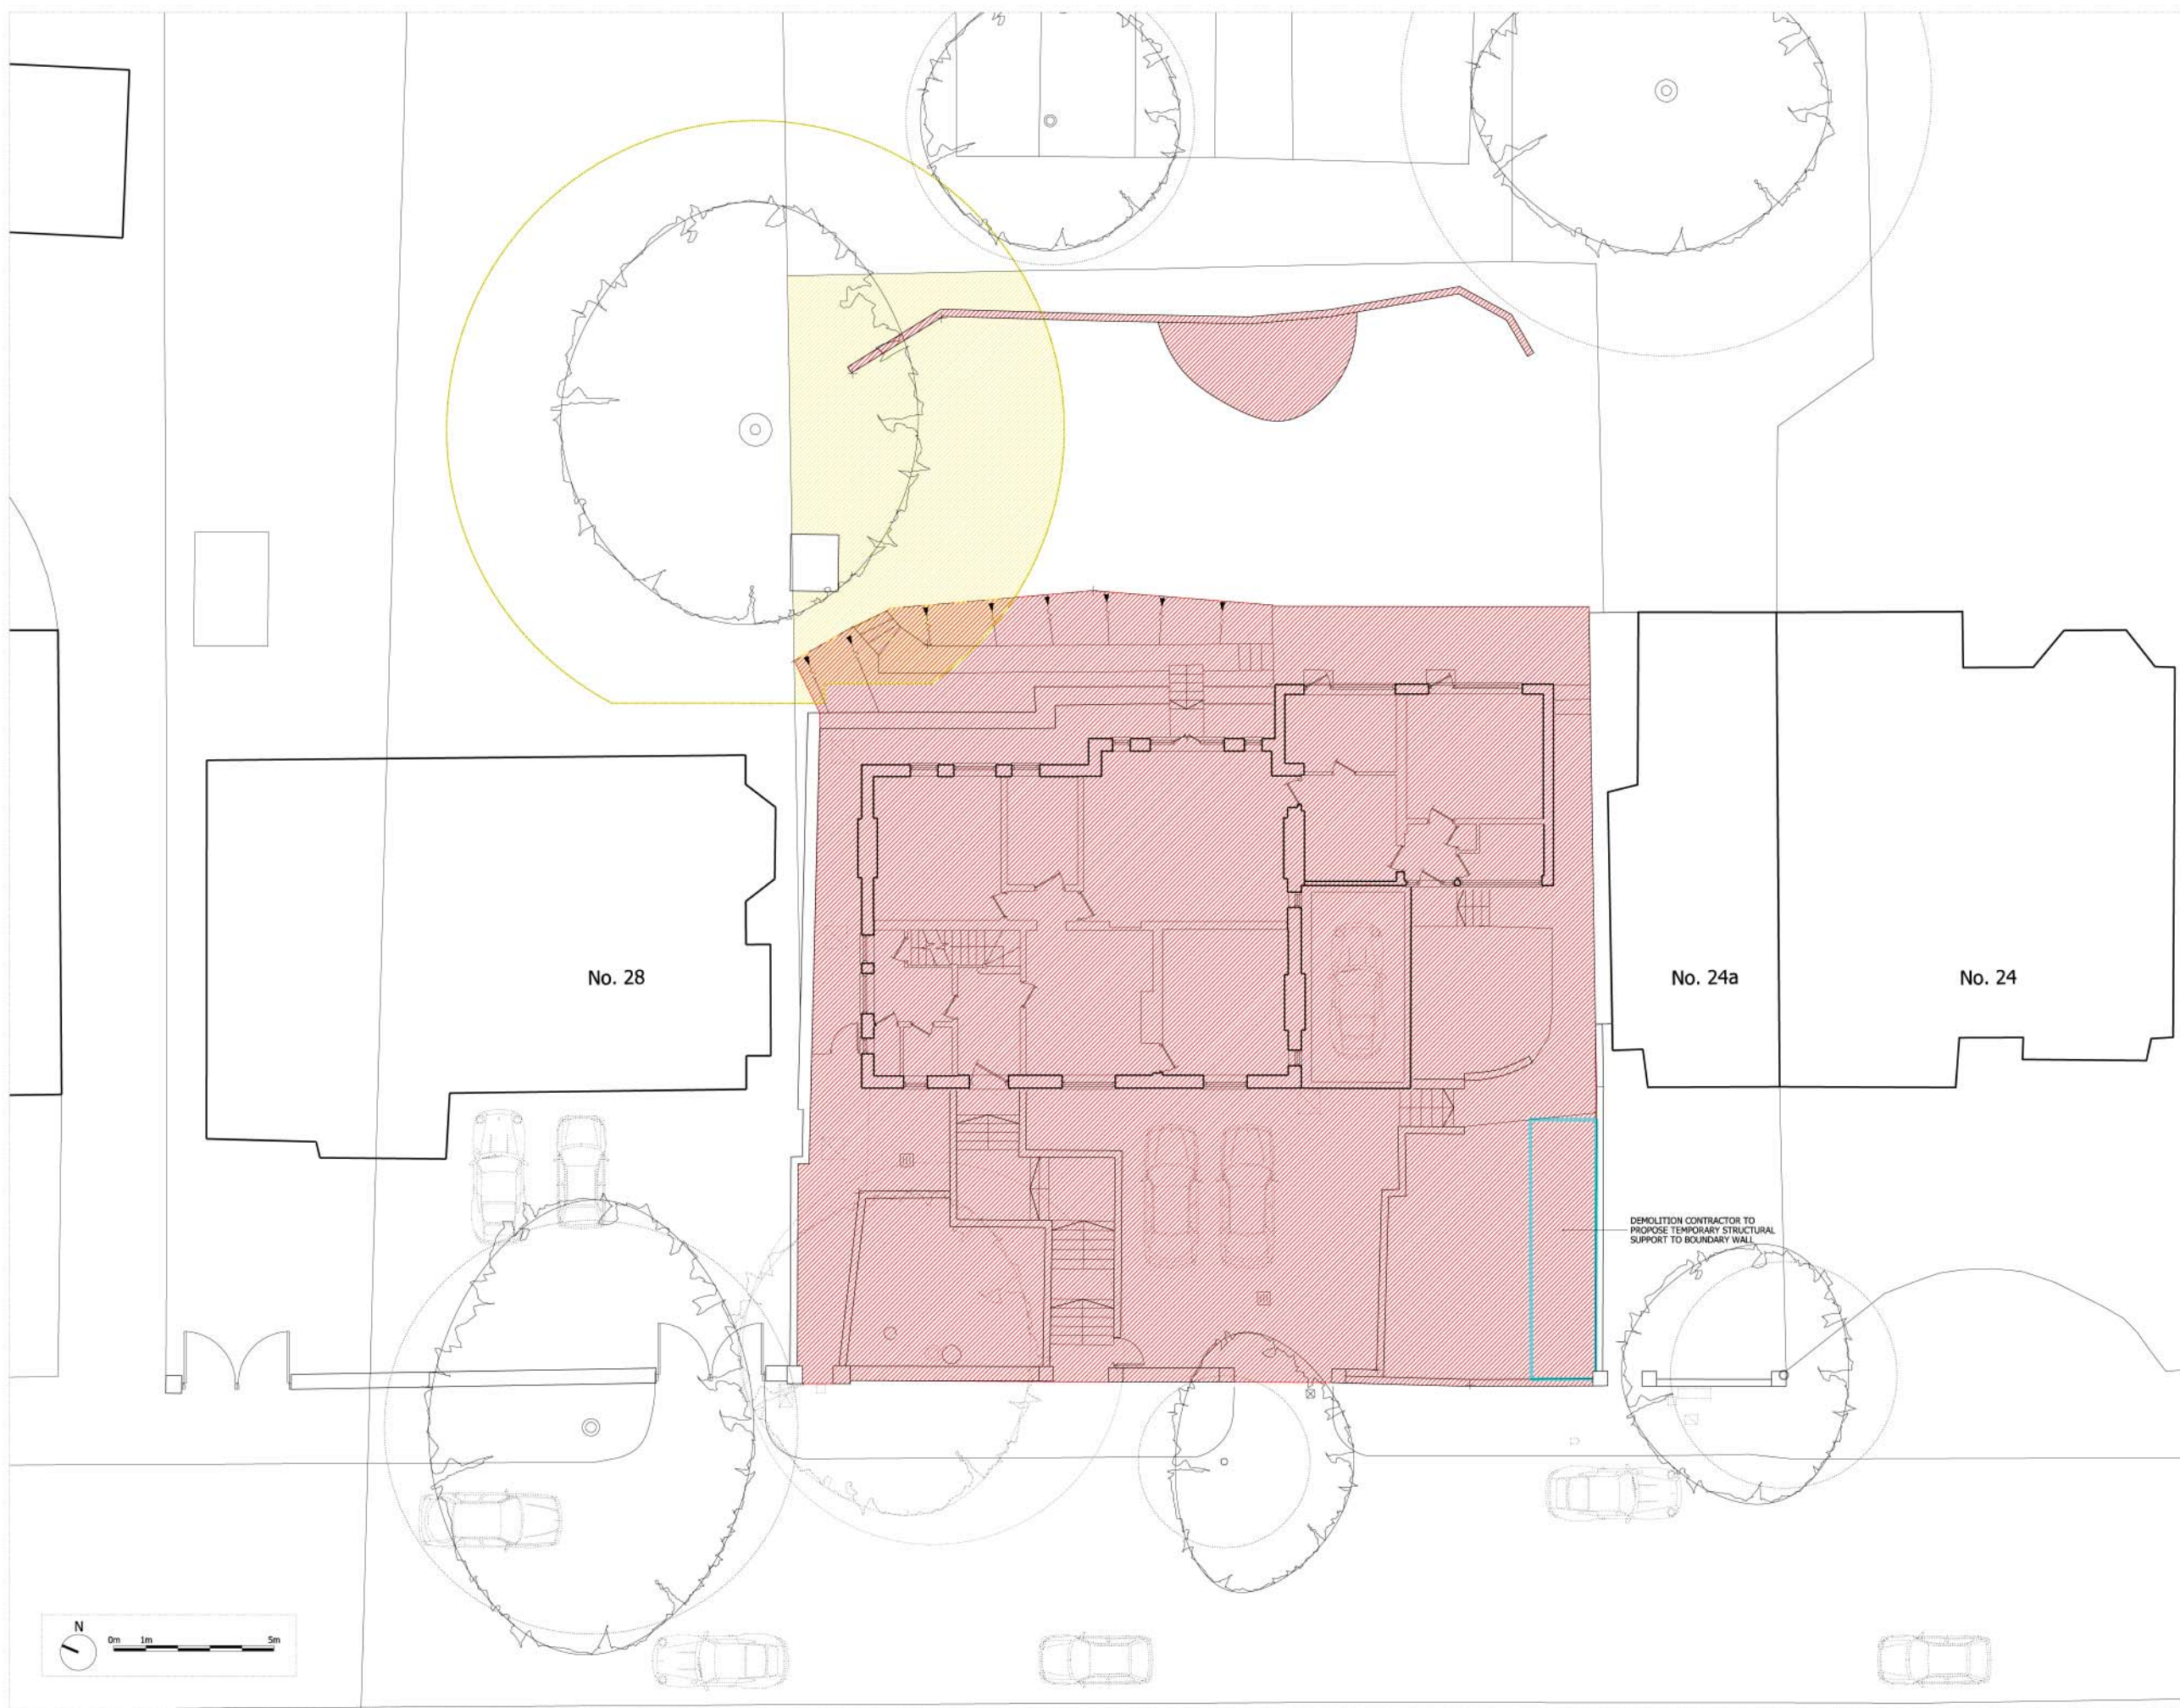 No. 28
No. 24a
No. 24
DEMOLITION CONTRACTOR TO
PROPOSE TEMPORARY STRUCTURAL
SUPPORT TO BOUNDARY WALL
N
0m 1m 5m